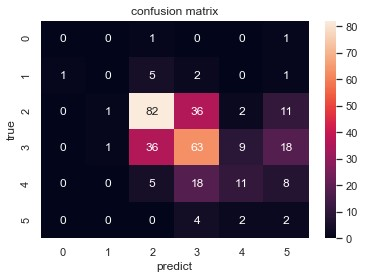 confusion matrix
0 0 0 1 0 0 1
1 1 0 5 2 0 1
2 0 1 82 36 2 11
3 0 1 36 63 9 18
4 0 0 5 18 11 8
5 0 0 0 4 2 2
0 1 2 3 4 5
predict
true
80
70
60
50
40
30
20
10
0